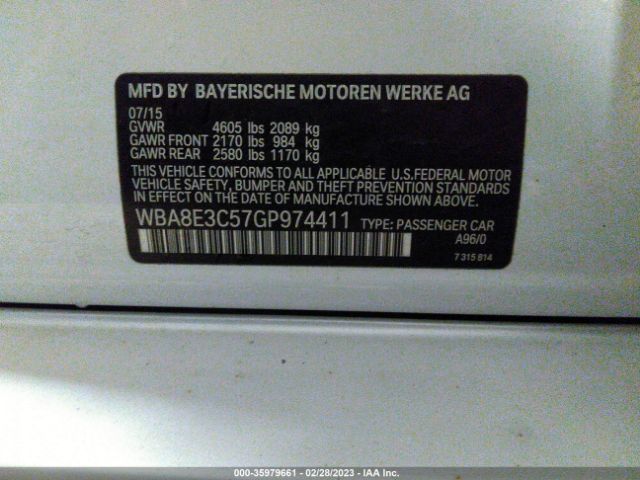 MFD BY BAYERISCHE MOTOREN WERKE AG
07/15
GVWR 4605 lbs 2089 kg
GAWR FRONT 2170 lbs 984 kg
GAWR REAR 2580 lbs 1170 kg
THIS VEHICLE CONFORMS TO ALL APPLICABLE U.S.FEDERAL MOTOR
VEHICLE SAFETY, BUMPER AND THEFT PREVENTION STANDARDS
IN EFFECT ON THE DATE OF MANUFACTURE SHOWN ABOVE.
WBA8E3C57GP974411 TYPE: PASSENGER CAR
A96/0
7 315 814
000-35979661 | 02/28/2023 | IAA Inc.